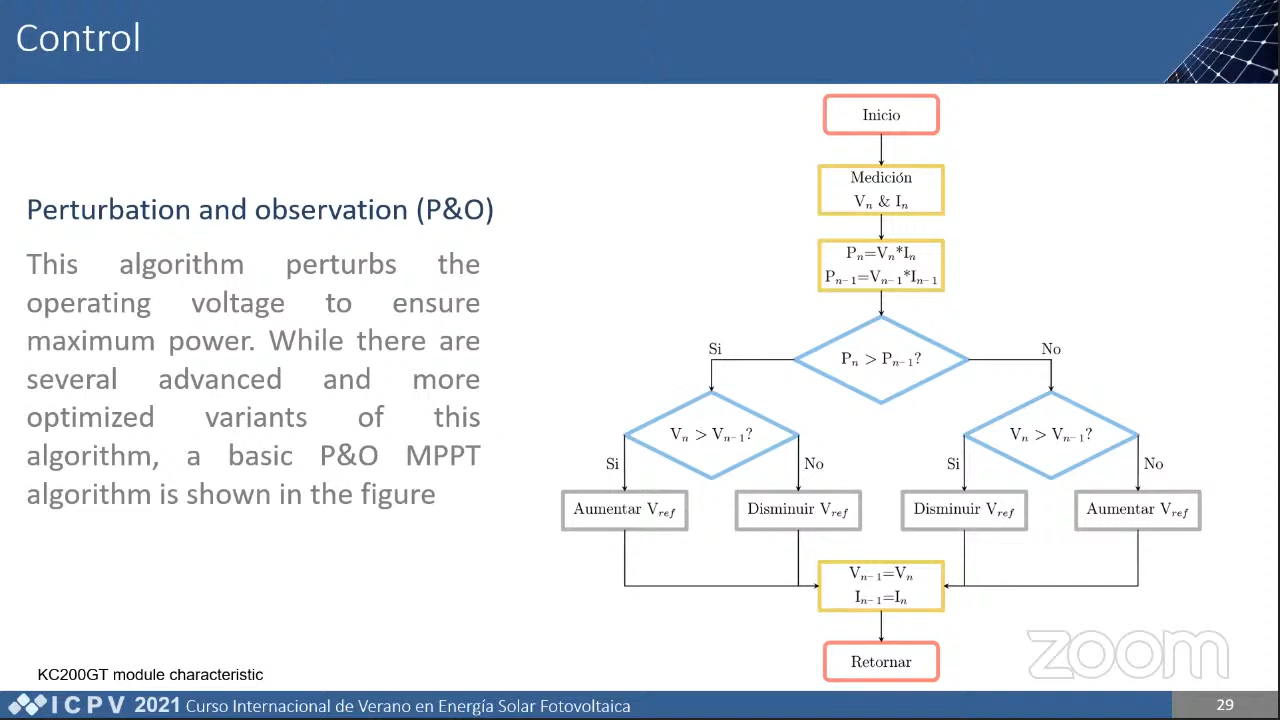 Control
Perturbation and observation (P&O)
This algorithm perturbs the
operating voltage to ensure
maximum power. While there are
several advanced and more
optimized variants of this
algorithm, a basic P&O MPPT
algorithm is shown in the figure
Inicio
Medición
Vn & In
Pn=Vn*In
Pn-1=Vn-1*In-1
Pn > Pn-1?
Si
No
Vn > Vn-1?
Vn > Vn-1?
Si
No
Si
No
Aumentar Vref
Disminuir Vref
Disminuir Vref
Aumentar Vref
Vn-1=Vn
In-1=In
Retornar
zoom
KC200GT module characteristic
ICPV 2021 Curso Internacional de Verano en Energía Solar Fotovoltaica
29